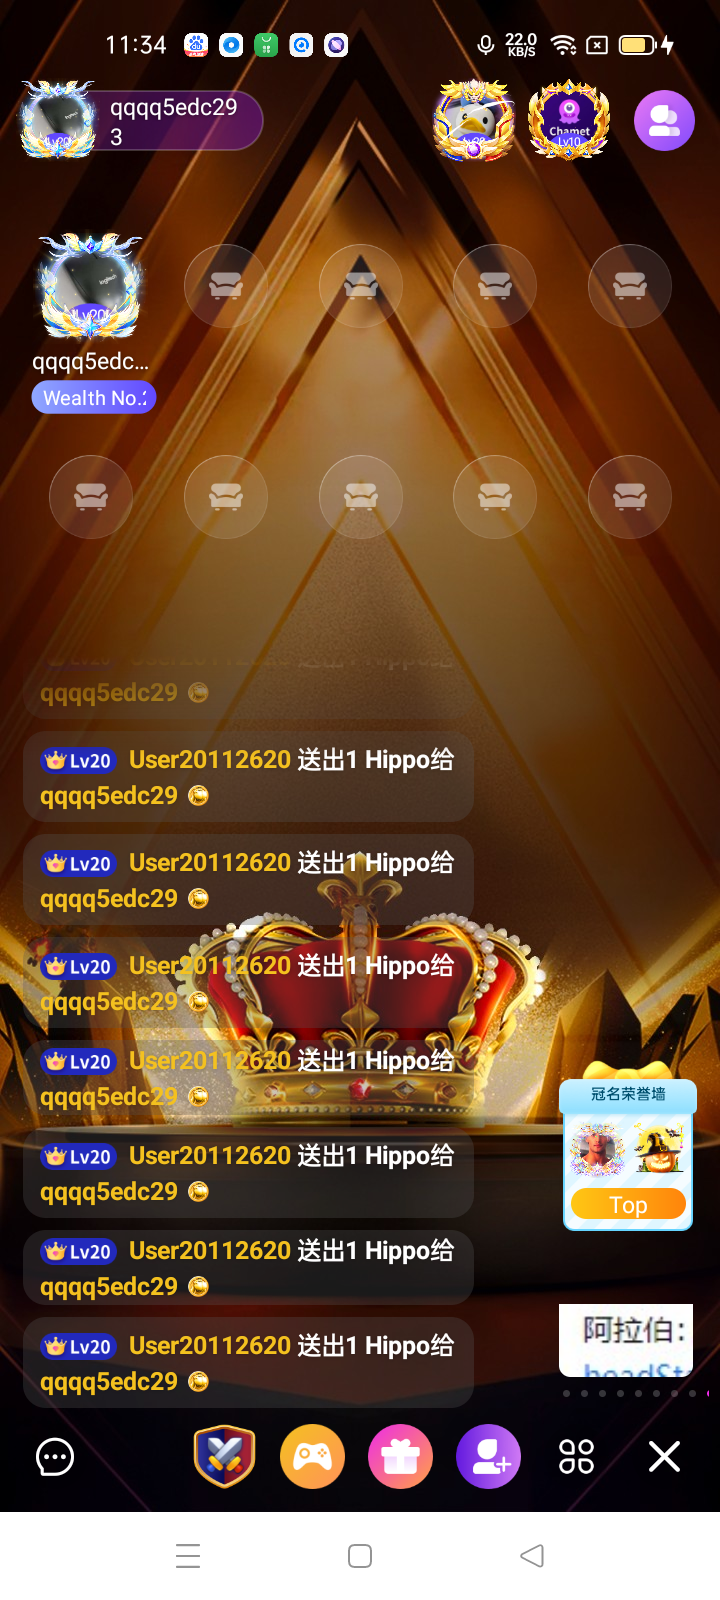 11:34
22.0
KB/S
qqqq5edc29
3
Lv20
Chamet
Lv10
logitech
Lv20
qqqq5edc...
Wealth No.2
qqqq5edc29
Lv20 User20112620 送出1 Hippo给
qqqq5edc29
Lv20 User20112620 送出1 Hippo给
qqqq5edc29
Lv20 User20112620 送出1 Hippo给
qqqq5edc29
Lv20 User20112620 送出1 Hippo给
qqqq5edc29
Lv20 User20112620 送出1 Hippo给
qqqq5edc29
Lv20 User20112620 送出1 Hippo给
qqqq5edc29
Lv20 User20112620 送出1 Hippo给
qqqq5edc29
冠名荣誉墙
Top
阿拉伯: